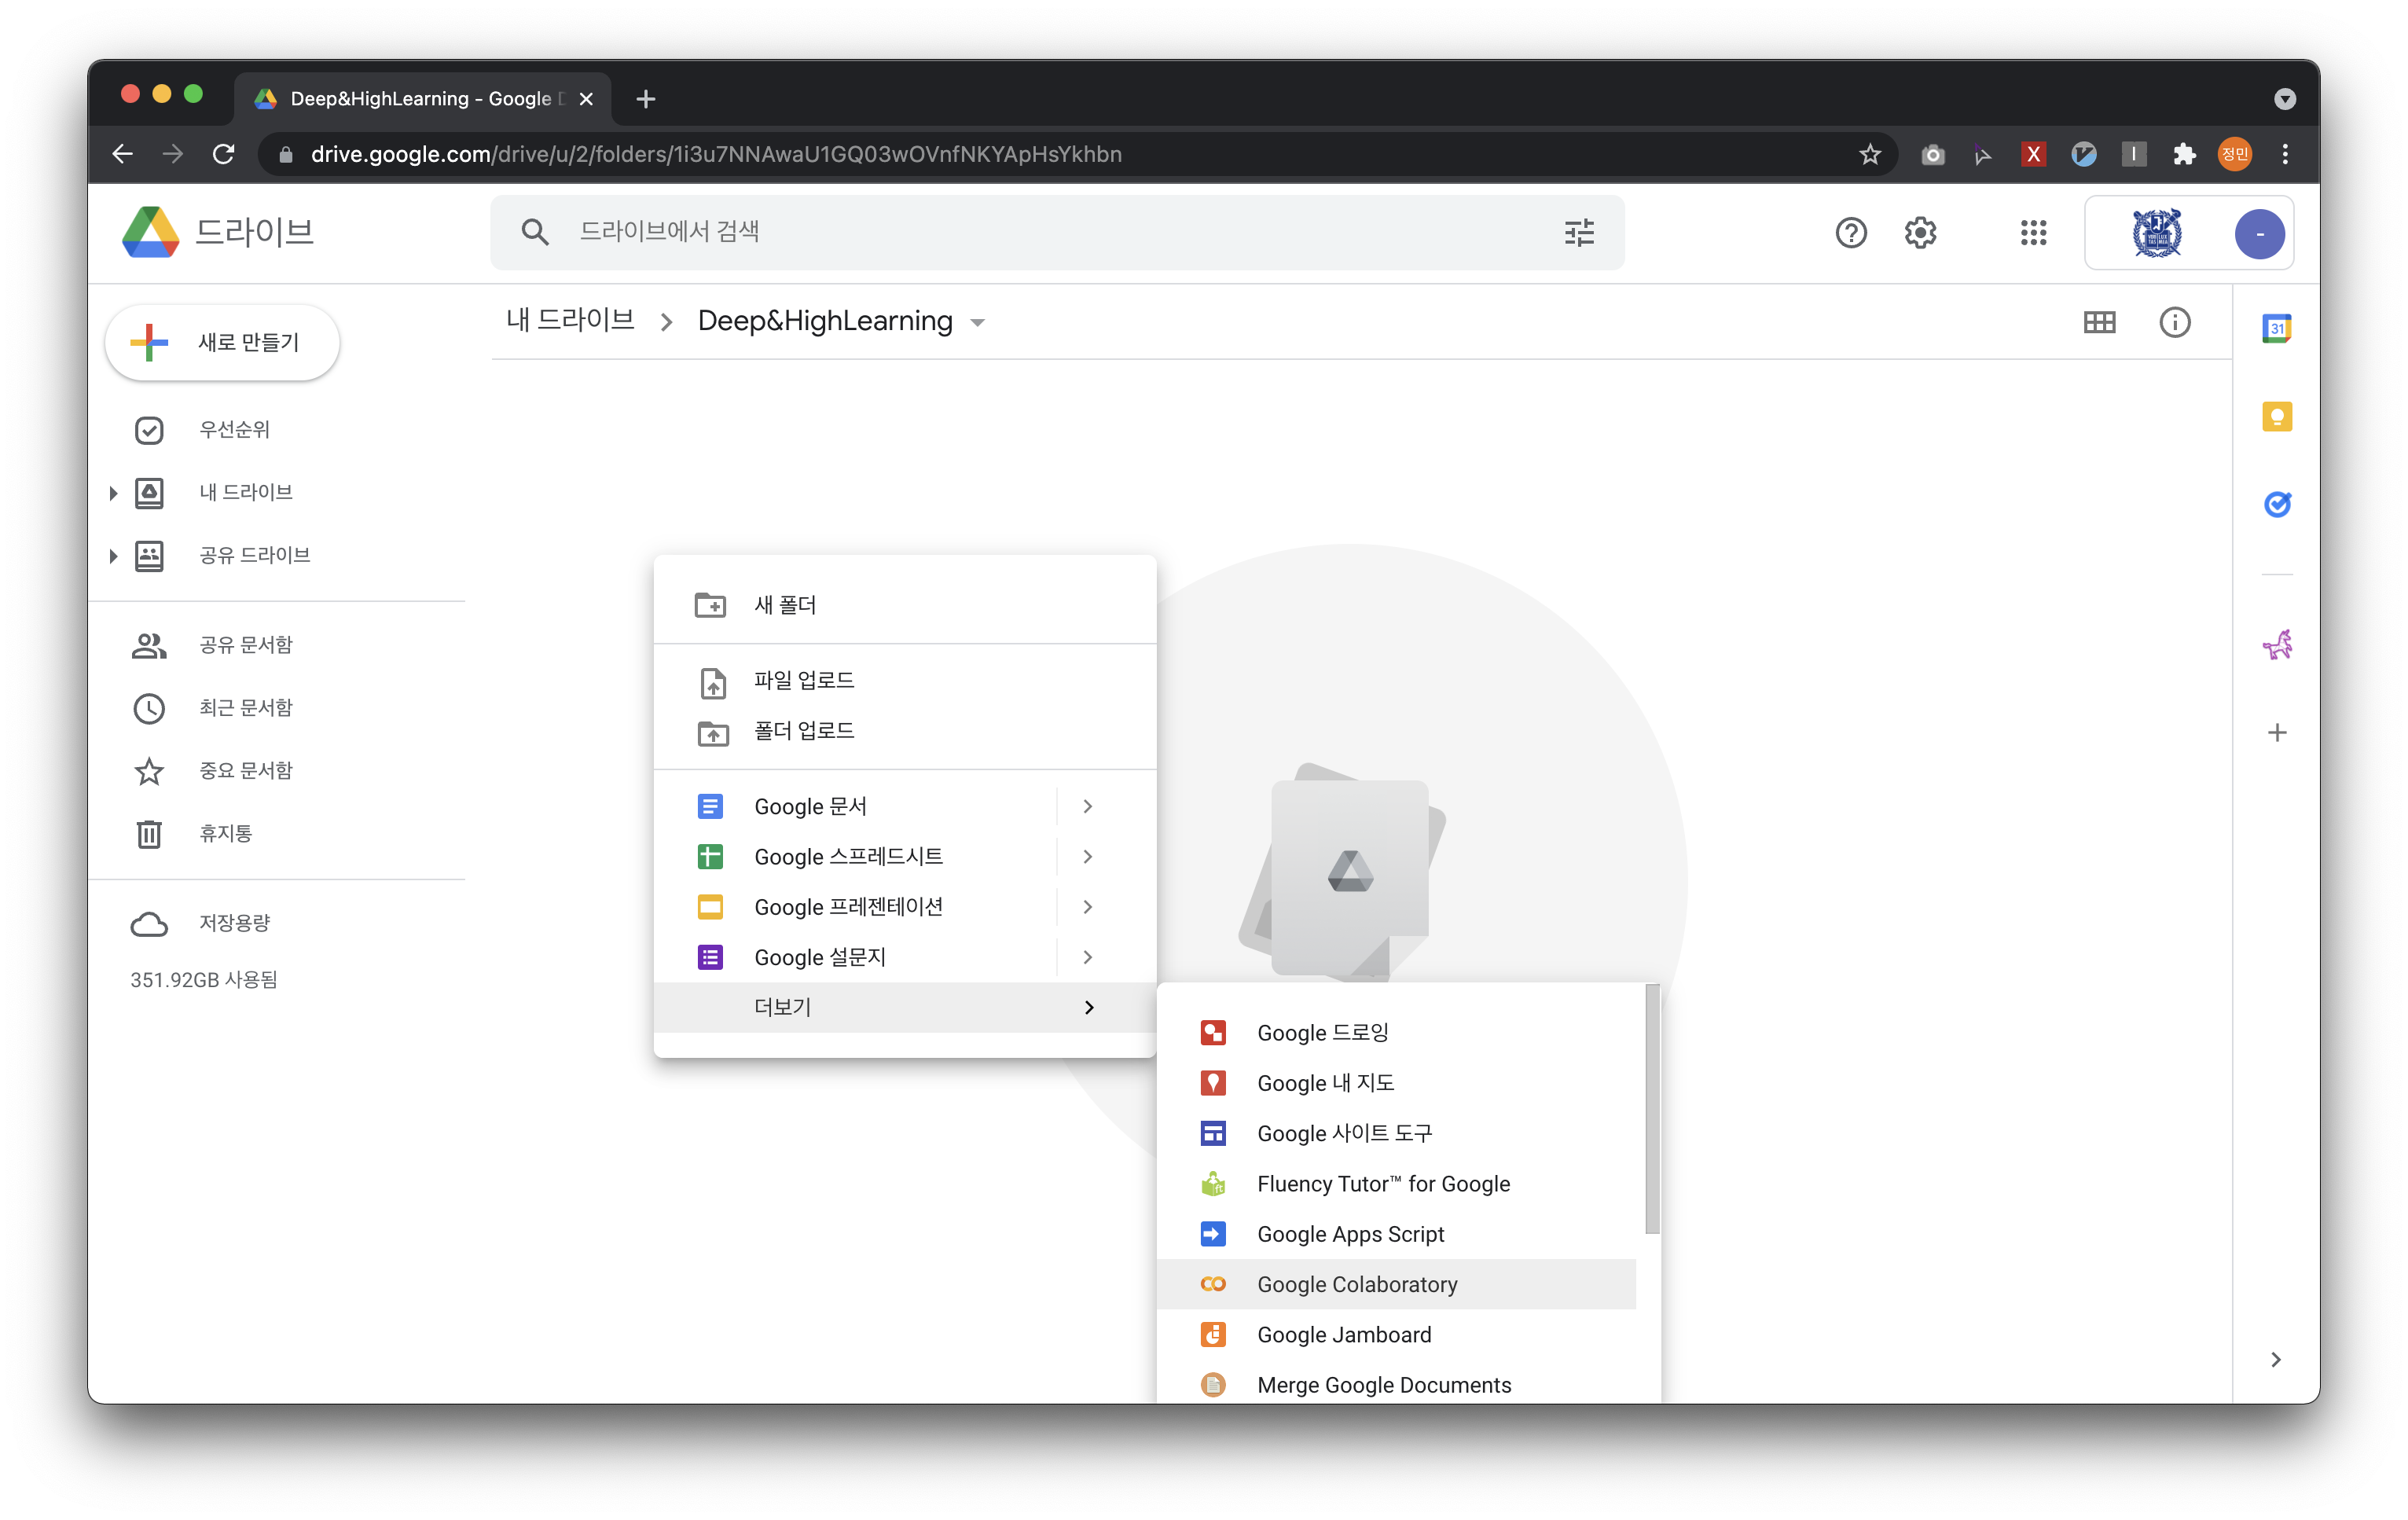 Deep&HighLearning - Google D
drive.google.com/drive/u/2/folders/1i3u7NNAwaU1GQ03wOVnfNKYApHsYkhbn
X
I
정민
드라이브
드라이브에서 검색
-
새로 만들기
내 드라이브
Deep&HighLearning
31
우선순위
내 드라이브
공유 드라이브
공유 문서함
최근 문서함
중요 문서함
휴지통
저장용량
351.92GB 사용됨
새 폴더
파일 업로드
폴더 업로드
Google 문서
Google 스프레드시트
Google 프레젠테이션
Google 설문지
더보기
Google 드로잉
Google 내 지도
Google 사이트 도구
Fluency Tutor™ for Google
Google Apps Script
Google Colaboratory
Google Jamboard
Merge Google Documents